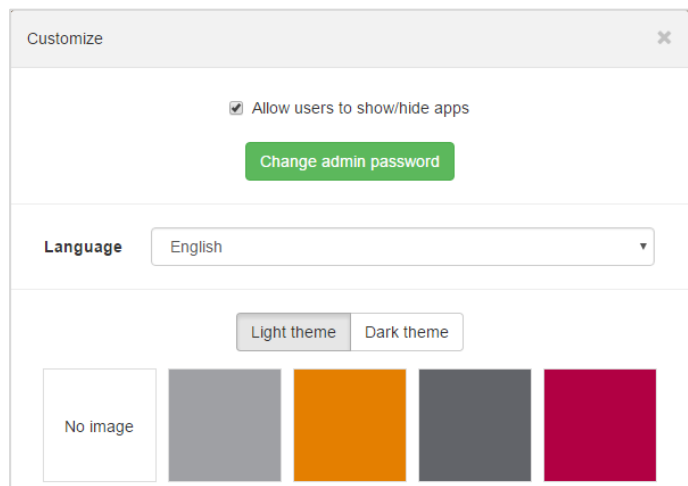 Customize
Allow users to show/hide apps
Change admin password
Language English
Light theme Dark theme
No image